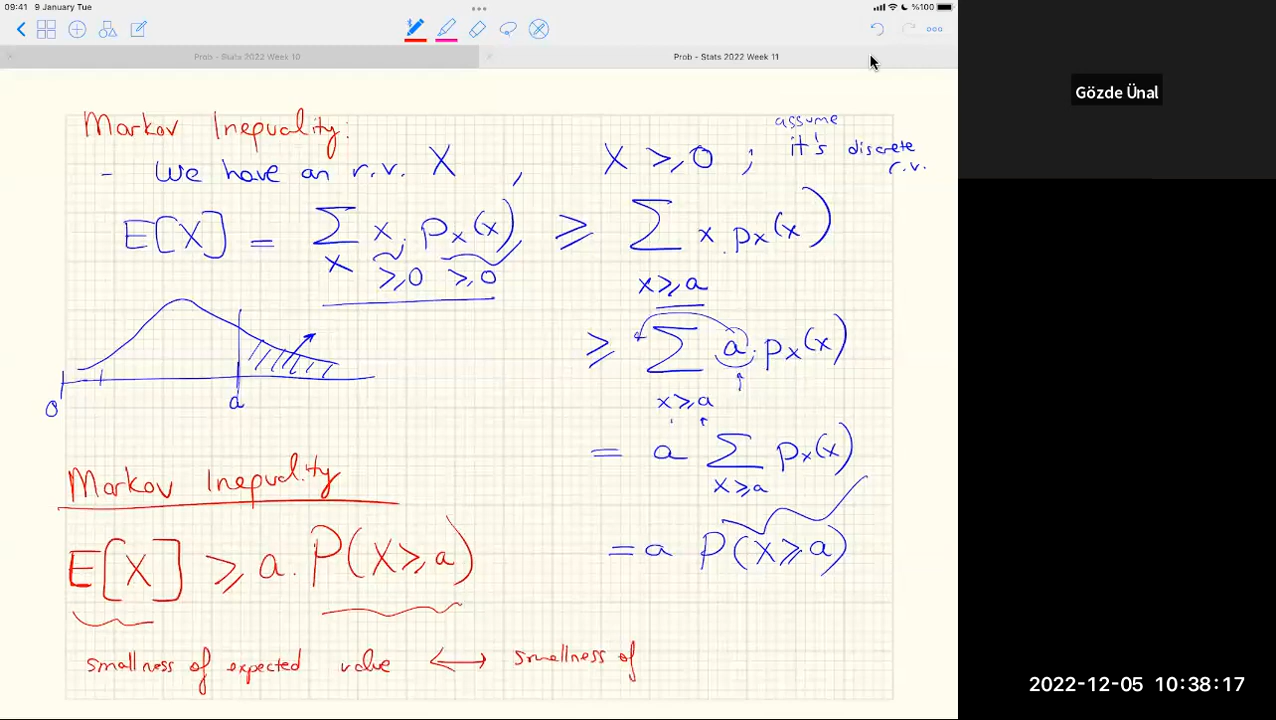 09:41 9 January Tue
%100
Prob - Stats 2022 Week 10
Prob - Stats 2022 Week 11
Gözde Ünal
Markov Inequality:
- We have an r.v. X , X ≥ 0 ; assume it's discrete r.v.
E[X] = ∑ x . pₓ(x) ≥ ∑ x . pₓ(x)
x ≥0 ≥0 x≥a
≥ ∑ a . pₓ(x)
x≥a
0 a
= a ∑ pₓ(x)
x≥a
= a P(X≥a)
Markov Inequality
E[X] ≥ a . P(X≥a)
smallness of expected value ⟷ smallness of
2022-12-05 10:38:17